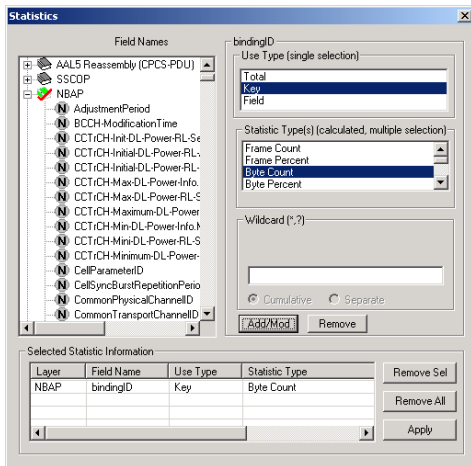 Statistics
Field Names
AAL5 Reassembly (CPCS-PDU)
SSCOP
NBAP
AdjustmentPeriod
BCCH-ModificationTime
CCTrCH-Init-DL-Power-RL-Se
CCTrCH-Initial-DL-Power-RL-
CCTrCH-Initial-DL-Power-RL-
CCTrCH-Max-DL-Power-Info.
CCTrCH-Max-DL-Power-RL-S
CCTrCH-Maximum-DL-Power
CCTrCH-Min-DL-Power-Info.M
CCTrCH-Mini-DL-Power-RL-S
CCTrCH-Minimum-DL-Power-
CellParameterID
CellSyncBurstRepetitionPerio
CommonPhysicalChannelID
CommonTransportChannelID
bindingID
Use Type (single selection)
Total
Key
Field
Statistic Type(s) (calculated, multiple selection)
Frame Count
Frame Percent
Byte Count
Byte Percent
Wildcard (*,?)
Cumulative Separate
Add/Mod Remove
Selected Statistic Information
Layer Field Name Use Type Statistic Type
NBAP bindingID Key Byte Count
Remove Sel
Remove All
Apply